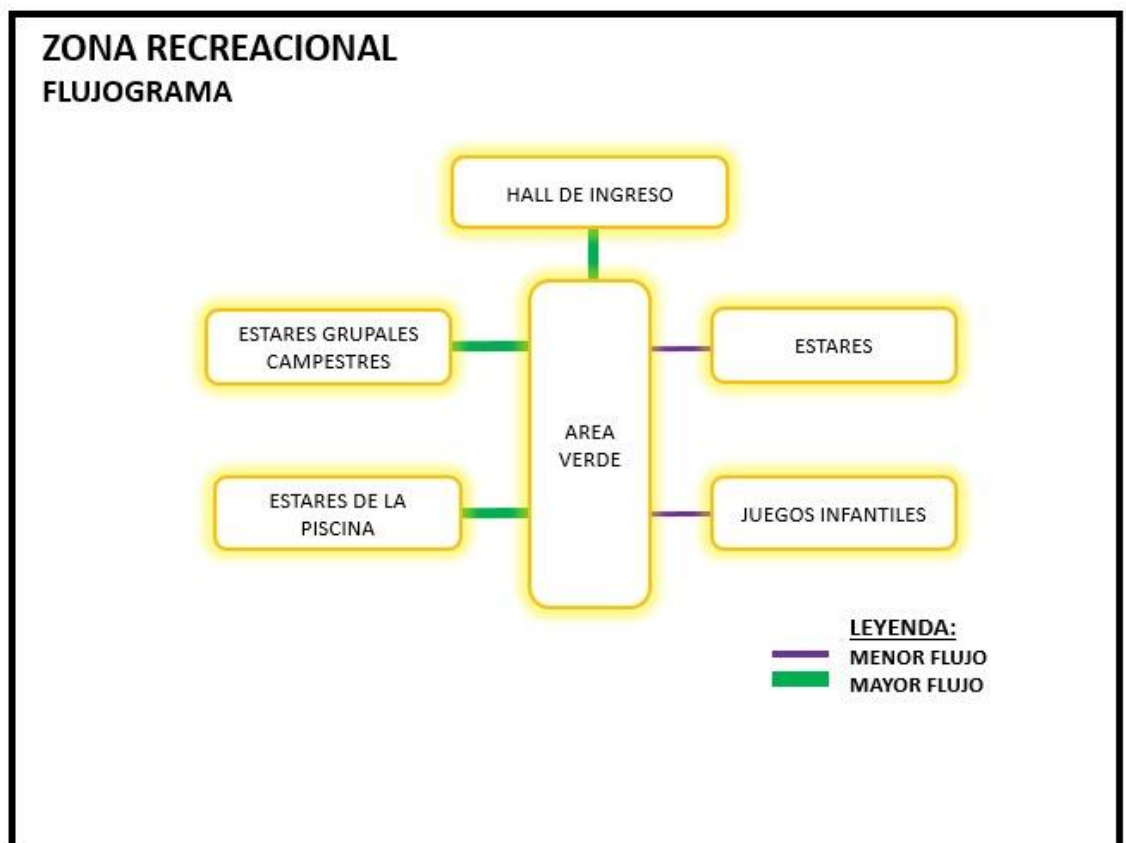 ZONA RECREACIONAL
FLUJOGRAMA
HALL DE INGRESO
ESTARES GRUPALES
CAMPESTRES
ESTARES
AREA
VERDE
ESTARES DE LA
PISCINA
JUEGOS INFANTILES
LEYENDA:
MENOR FLUJO
MAYOR FLUJO